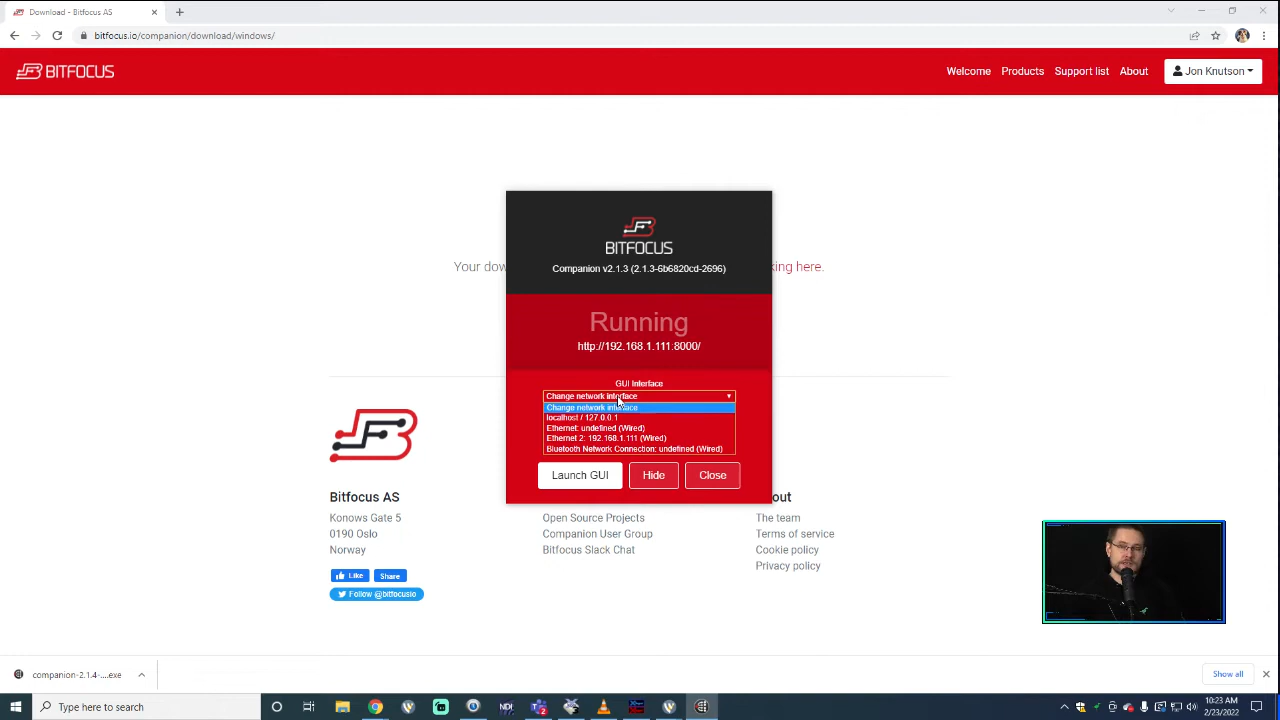 Download - Bitfocus AS
bitfocus.io/companion/download/windows/
BITFOCUS
Welcome
Products
Support list
About
Jon Knutson
BITFOCUS
Companion v2.1.3 (2.1.3-6b6820cd-2696)
Your dow
king here.
Running
http://192.168.1.111:8000/
GUI Interface
Change network interface
Change network interface
localhost / 127.0.0.1
Ethernet: undefined (Wired)
Ethernet 2: 192.168.1.111 (Wired)
Bluetooth Network Connection: undefined (Wired)
Launch GUI
Hide
Close
Bitfocus AS
Konows Gate 5
0190 Oslo
Norway
Like
Share
Follow @bitfocusio
Open Source Projects
Companion User Group
Bitfocus Slack Chat
out
The team
Terms of service
Cookie policy
Privacy policy
companion-2.1.4-....exe
Show all
Type here to search
NDI
10:23 AM
2/23/2022